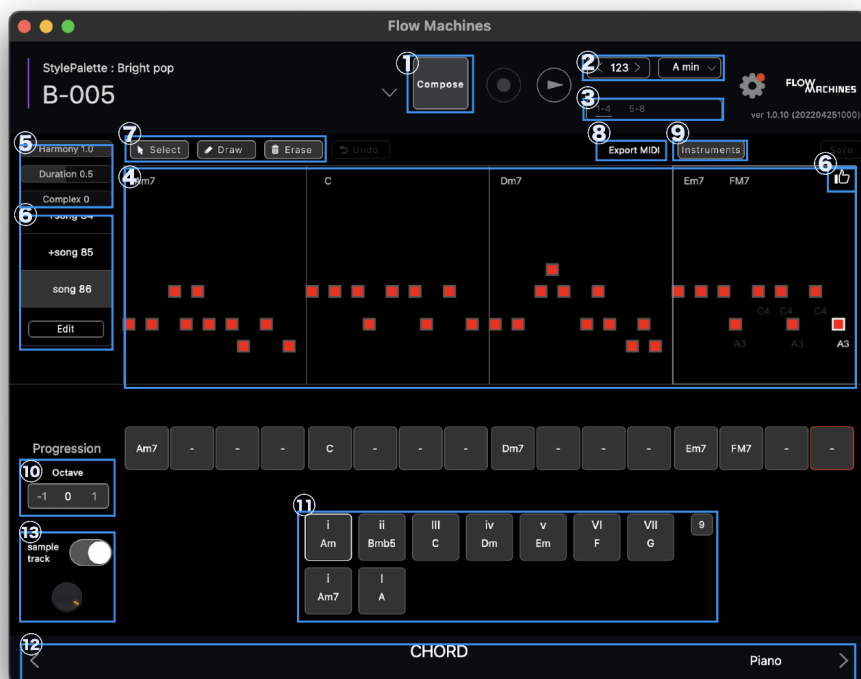 Flow Machines
StylePalette : Bright pop
B-005
① Compose
② < 123 > A min
③ 1-4 5-8
FLOW MACHINES
ver 1.0.10 (202204251000)
⑤ Harmony 1.0
Duration 0.5
Complex 0
⑦ Select Draw Erase Undo
⑧ Export MIDI
⑨ Instruments
Save
④ Am7 C Dm7 Em7 FM7
⑥
⑥ +song 84
+song 85
song 86
Edit
C4 C4 C4
A3 A3 A3
Progression
Am7 - - - C - - - Dm7 - - - Em7 FM7 - -
⑩ Octave
-1 0 1
⑪
i ii III iv v VI VII 9
Am Bmb5 C Dm Em F G
i I
Am7 A
⑬ sample
track
⑫ < CHORD Piano >